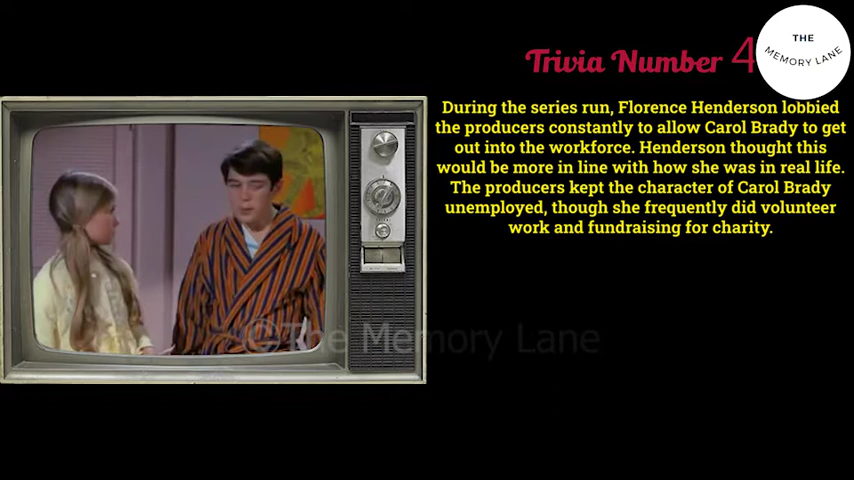 THE
MEMORY LANE
Trivia Number 4
During the series run, Florence Henderson lobbied
the producers constantly to allow Carol Brady to get
out into the workforce. Henderson thought this
would be more in line with how she was in real life.
The producers kept the character of Carol Brady
unemployed, though she frequently did volunteer
work and fundraising for charity.
©The Memory Lane